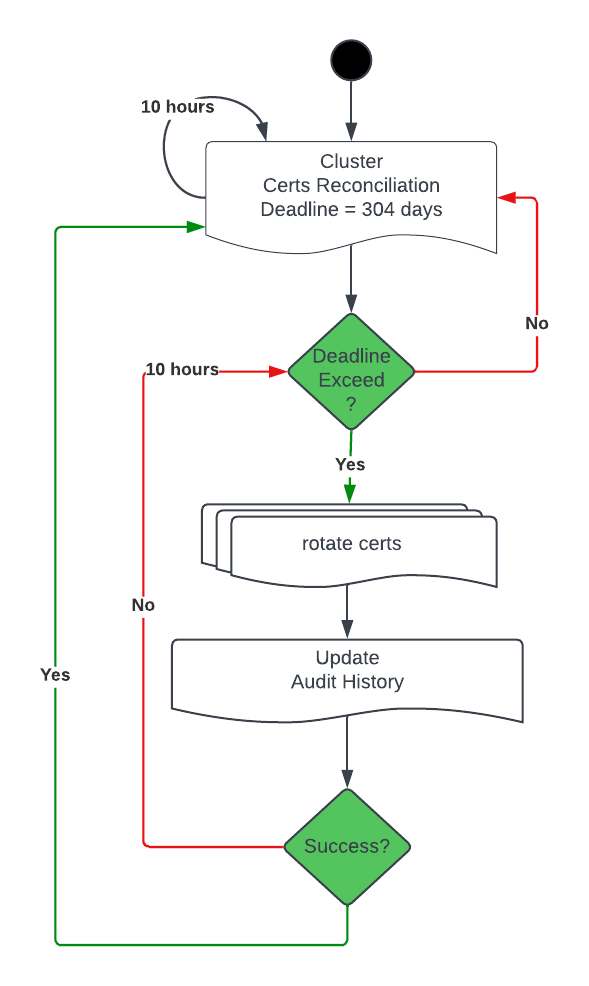 10 hours
Cluster
Certs Reconciliation
Deadline = 304 days
No
Deadline
Exceed
?
10 hours
Yes
rotate certs
No
Update
Audit History
Yes
Success?